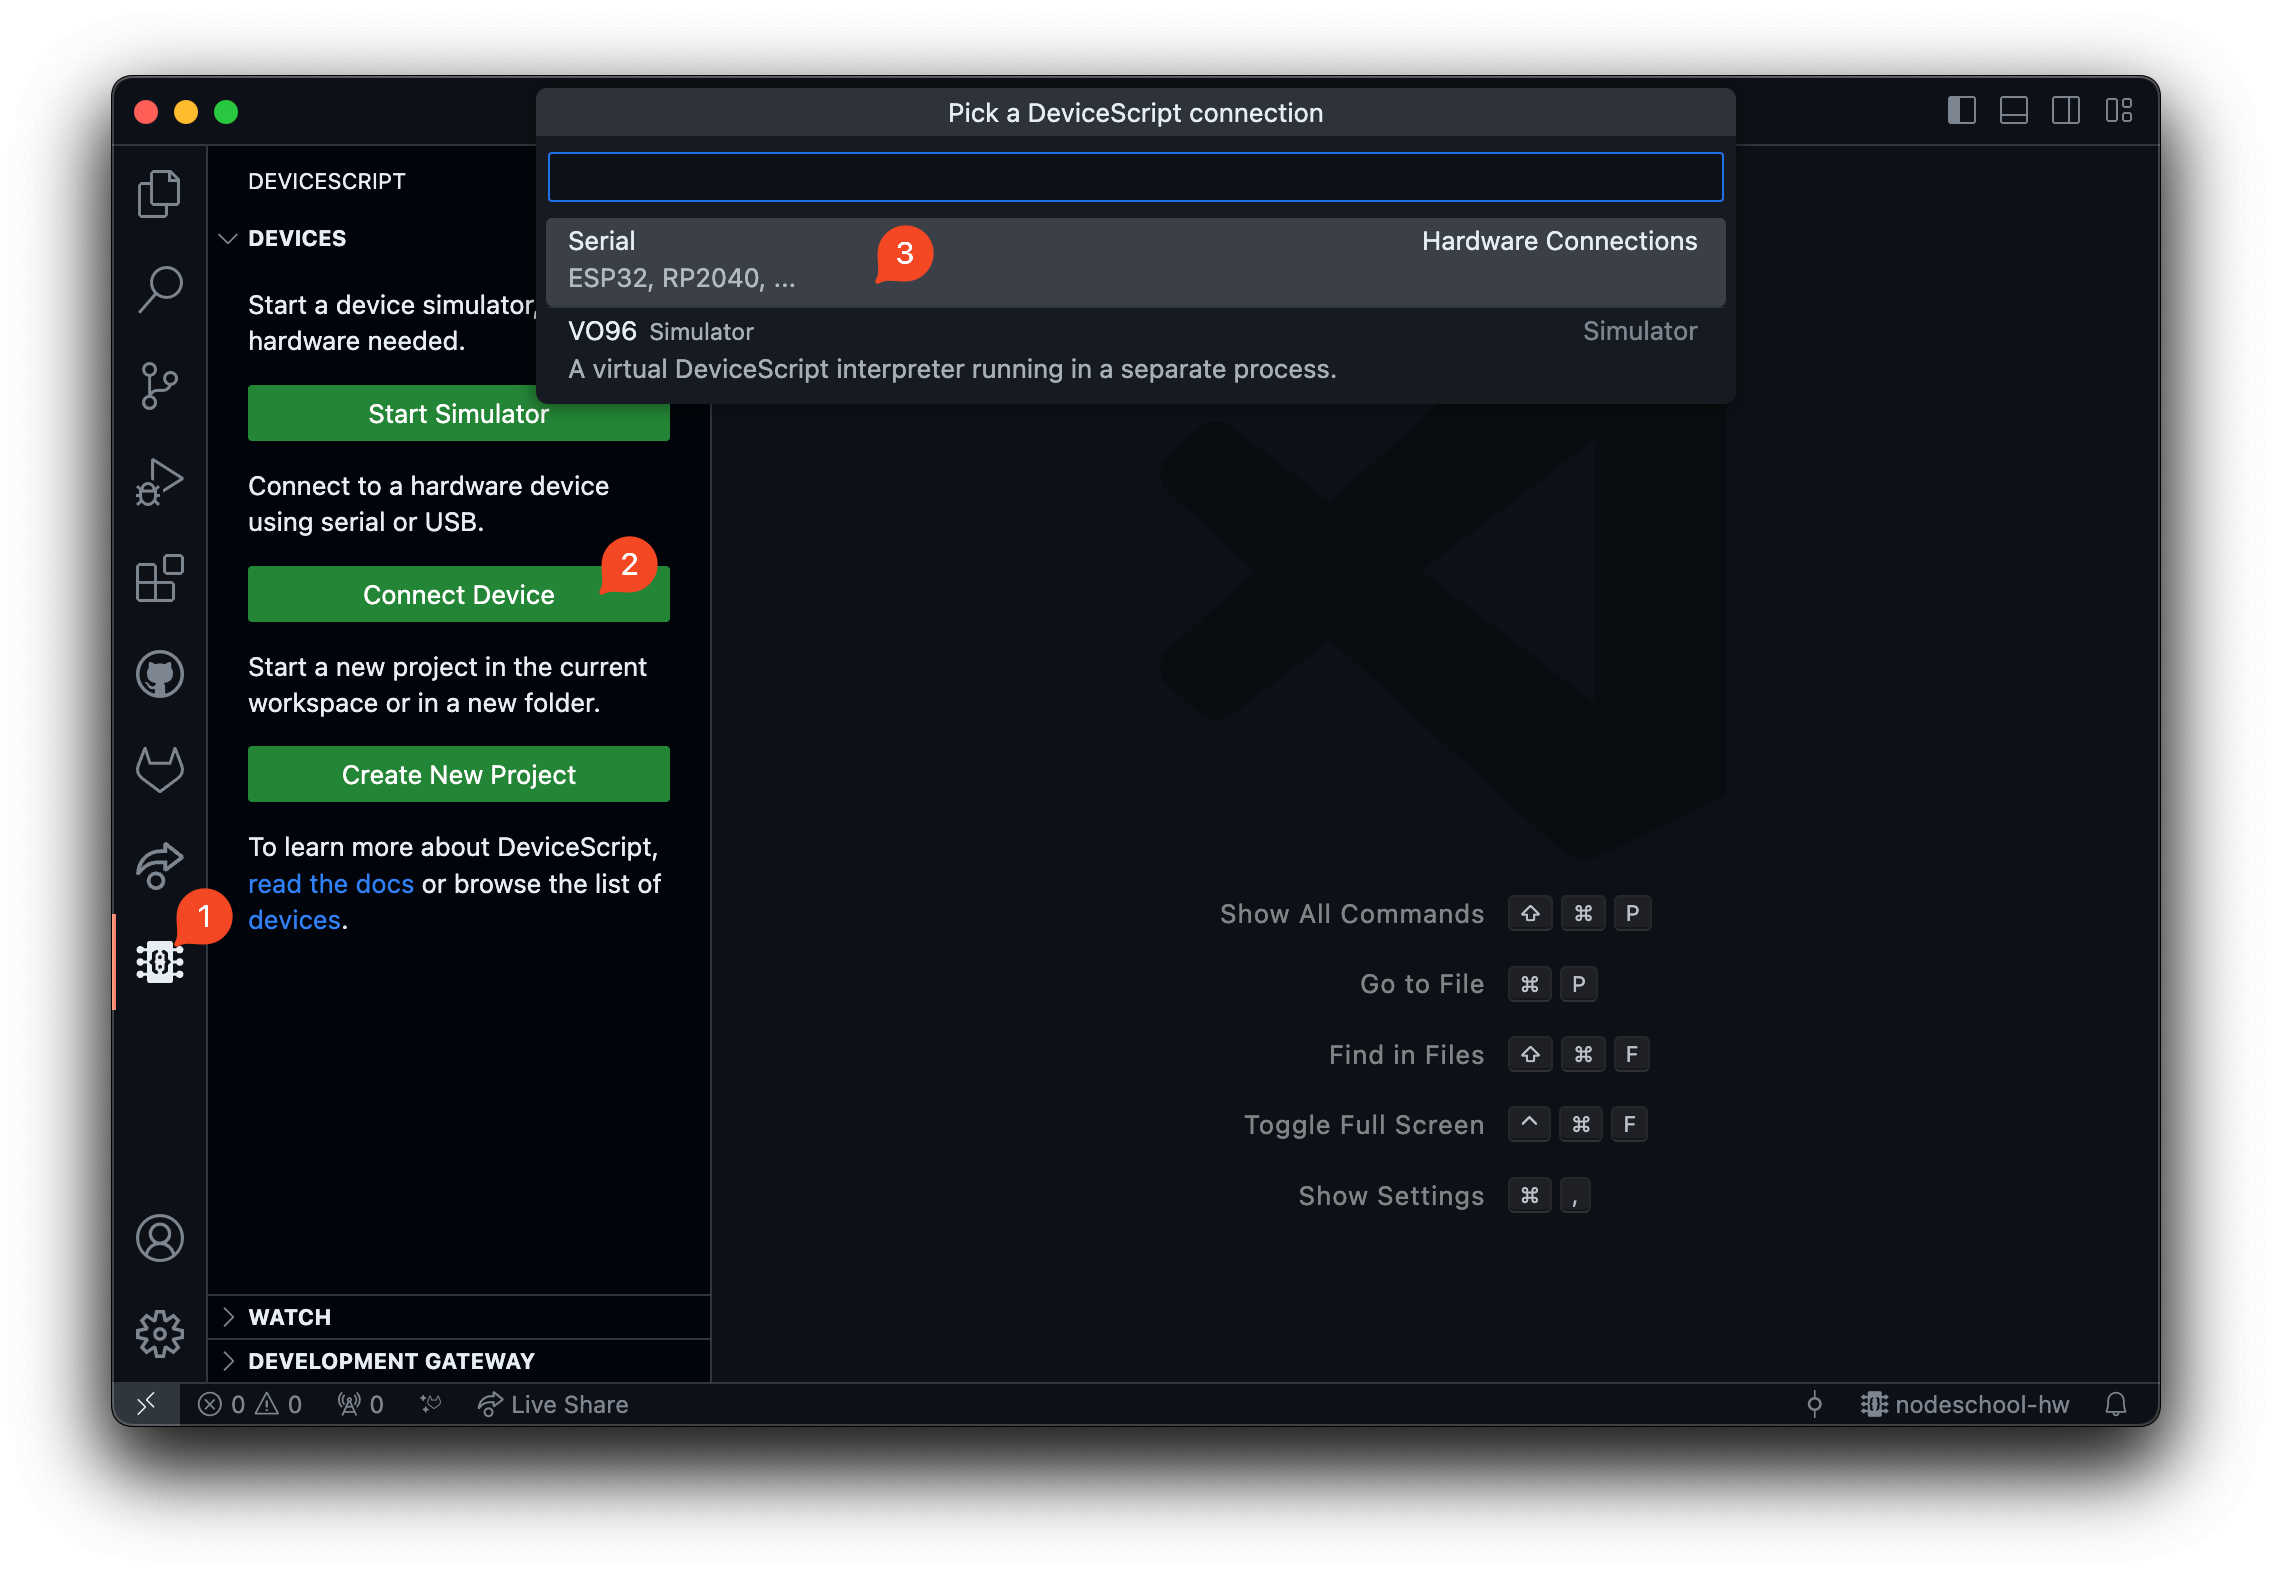 Pick a DeviceScript connection
DEVICESCRIPT
DEVICES
Serial
Hardware Connections
3
ESP32, RP2040, ...
VO96 Simulator
Simulator
A virtual DeviceScript interpreter running in a separate process.
Start a device simulator,
hardware needed.
Start Simulator
Connect to a hardware device
using serial or USB.
2
Connect Device
Start a new project in the current
workspace or in a new folder.
Create New Project
To learn more about DeviceScript,
read the docs or browse the list of
devices.
1
Show All Commands ⇧ ⌘ P
Go to File ⌘ P
Find in Files ⇧ ⌘ F
Toggle Full Screen ^ ⌘ F
Show Settings ⌘ ,
WATCH
DEVELOPMENT GATEWAY
0 0 0 Live Share
nodeschool-hw